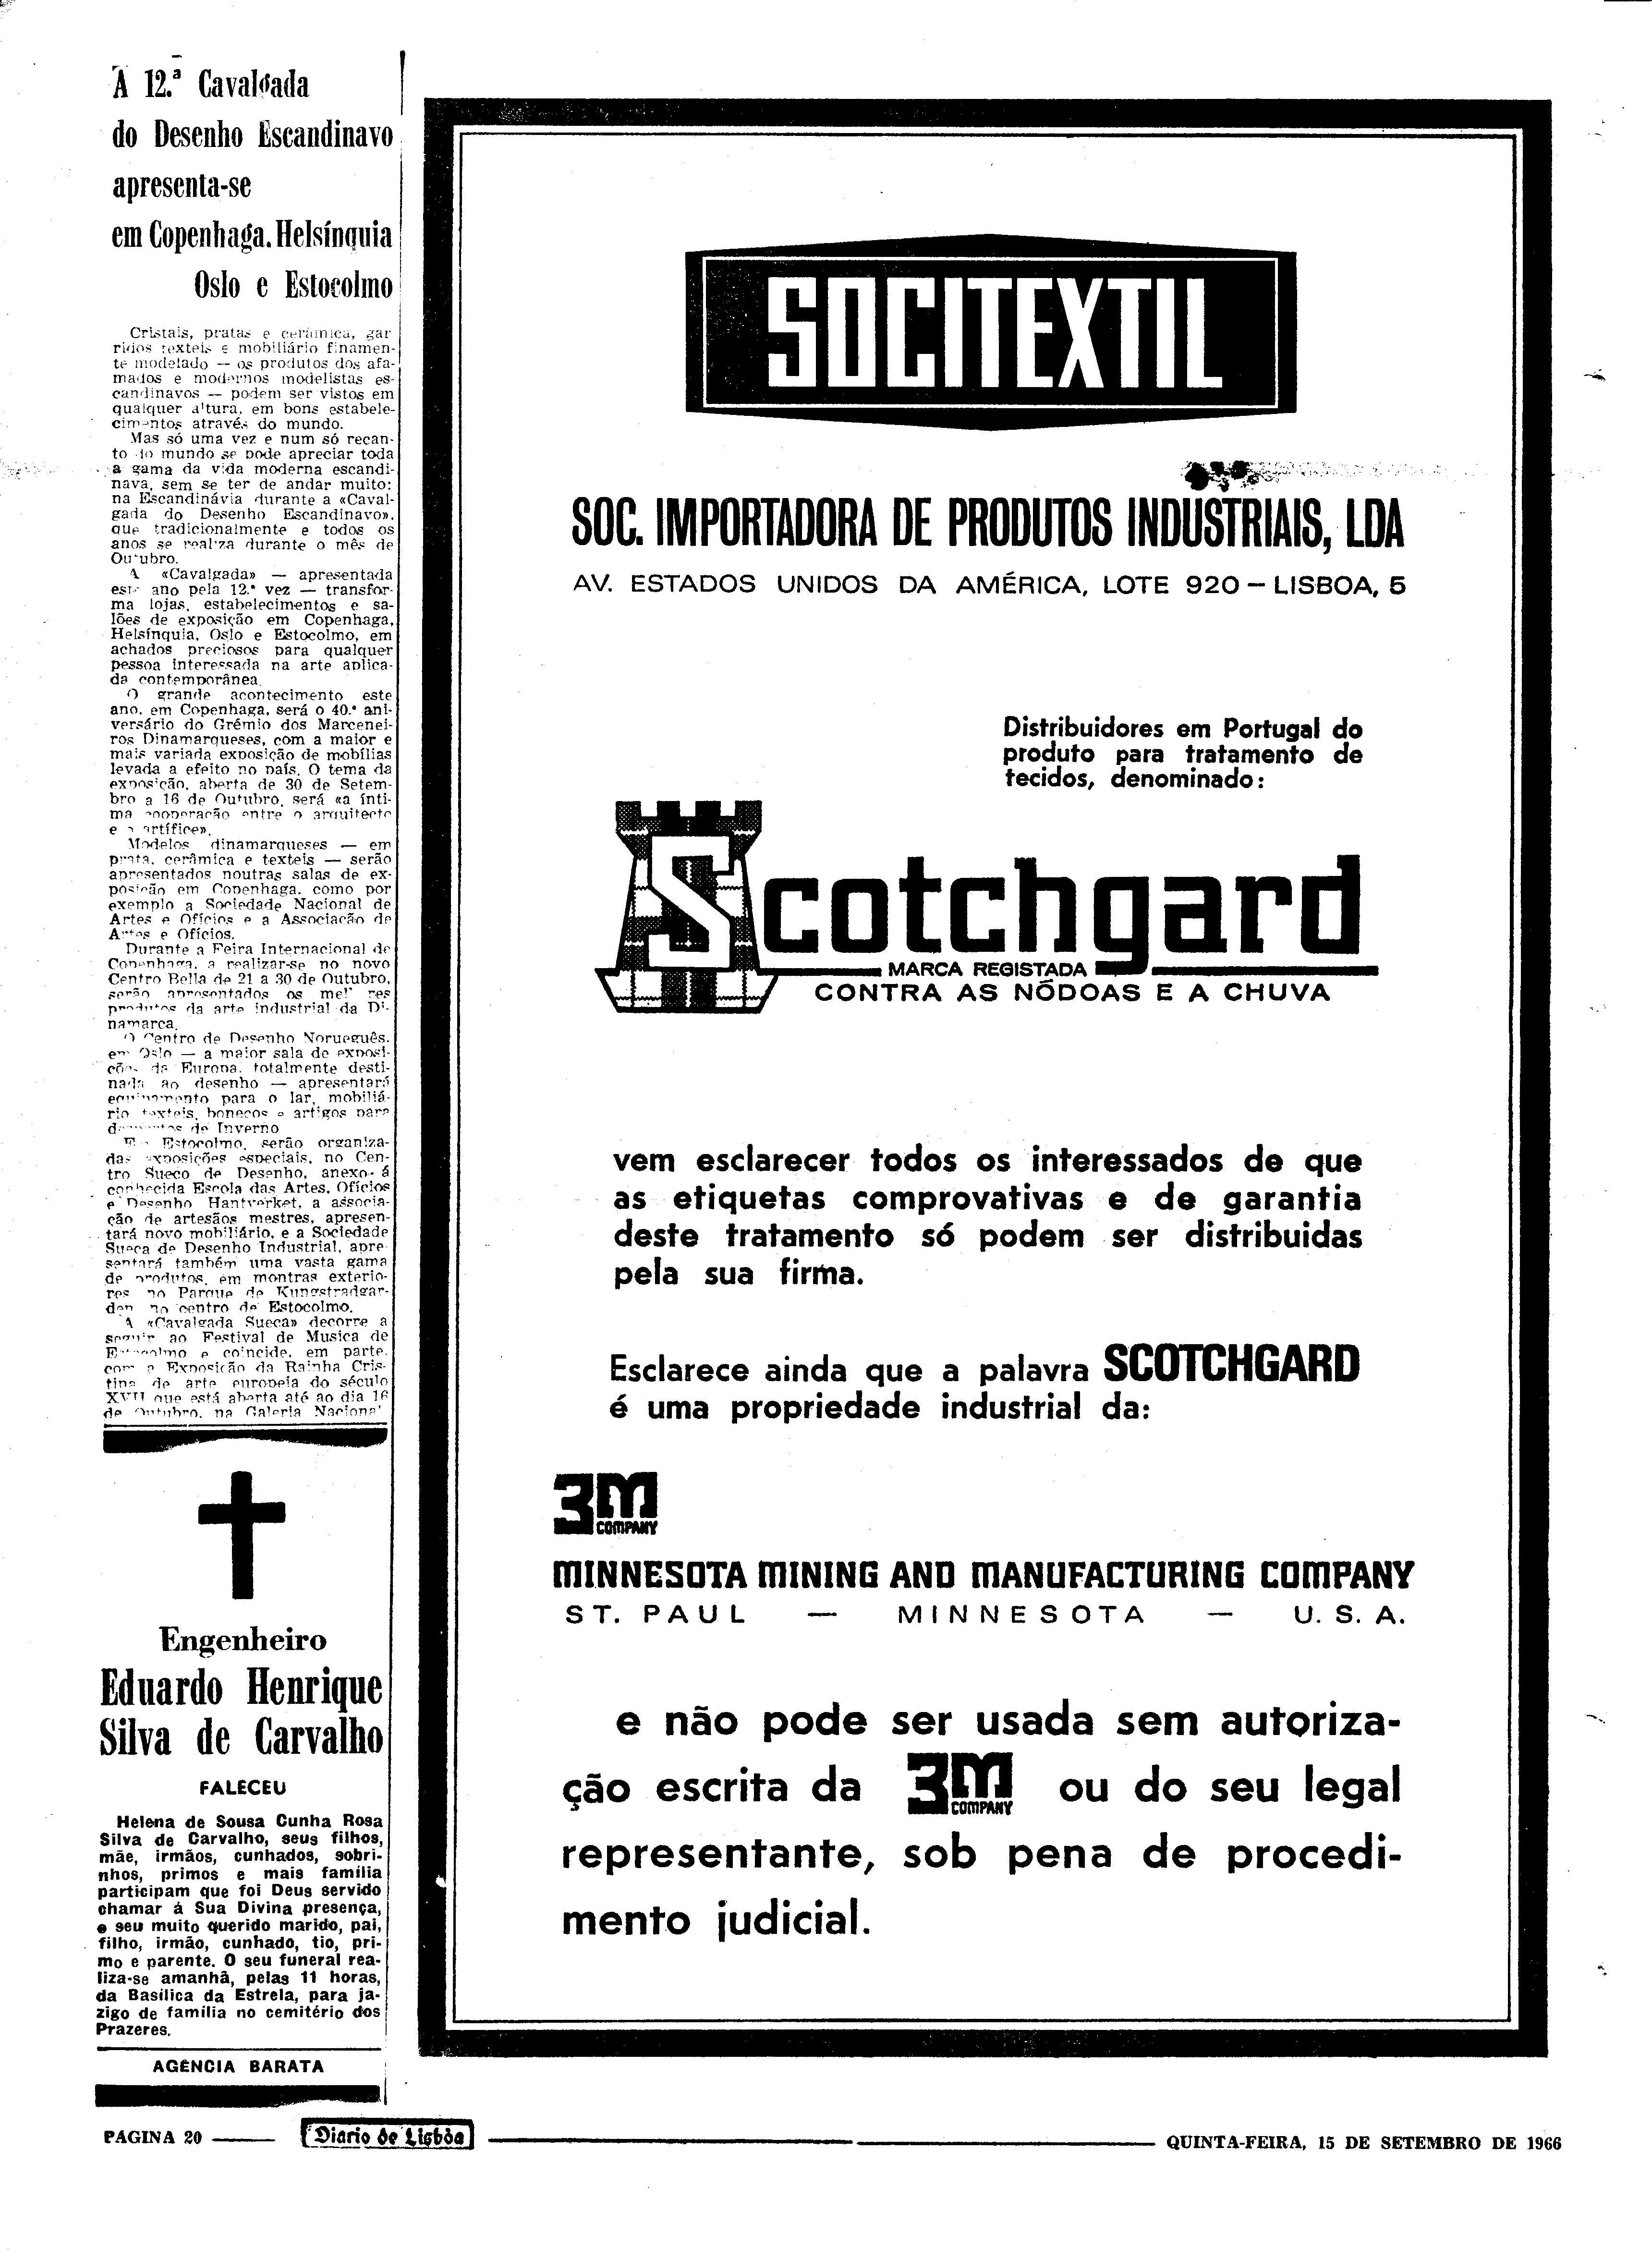 A 12.ª Cavalgada
do Desenho Escandinavo
apresenta-se
em Copenhaga. Helsínquia
Oslo e Estocolmo
Cristais, pratas e cerâmica, gar
ridos texteis e mobiliário finamen-
te modelado — os produtos dos afa-
mados e modernos modelistas es-
candinavos — podem ser vistos em
qualquer altura, em bons estabele-
cimentos através do mundo.
Mas só uma vez e num só recan-
to do mundo se pode apreciar toda
a gama da vida moderna escandi-
nava, sem se ter de andar muito:
na Escandinávia durante a «Caval-
gada do Desenho Escandinavo».
que tradicionalmente e todos os
anos se realiza durante o mês de
Outubro.
A «Cavalgada» — apresentada
este ano pela 12.ª vez — transfor-
ma lojas, estabelecimentos e sa-
lões de exposição em Copenhaga,
Helsínquia, Oslo e Estocolmo, em
achados preciosos para qualquer
pessoa interessada na arte aplica-
da contemporânea.
O grande acontecimento este
ano, em Copenhaga, será o 40.º ani-
versário do Grémio dos Marcenei-
ros Dinamarqueses, com a maior e
mais variada exposição de mobílias
levada a efeito no país. O tema da
exposição, aberta de 30 de Setem-
bro a 16 de Outubro, será «a ínti-
ma cooperação entre o arquitecto
e o artífice».
Modelos dinamarqueses — em
prata, cerâmica e texteis — serão
apresentados noutras salas de ex-
posição em Copenhaga, como por
exemplo a Sociedade Nacional de
Artes e Ofícios e a Associação de
Artes e Ofícios.
Durante a Feira Internacional de
Copenhaga, a realizar-se no novo
Centro Bella de 21 a 30 de Outubro,
serão apresentados os
produtos da arte industrial da Di-
namarca.
O Centro de Desenho Norueguês.
em Oslo — a maior sala de exposi-
ções da Europa, totalmente desti-
nada ao desenho — apresentará
equipamento para o lar, mobiliá-
rio texteis, bonecos e artigos para
de Inverno
Em Estocolmo, serão organiza-
das exposições especiais, no Cen-
tro Sueco de Desenho, anexo á
conhecida Escola das Artes, Ofícios
e Desenho Hantverket, a associa-
ção de artesãos mestres, apresen-
tará novo mobiliário, e a Sociedade
Sueca de Desenho Industrial, apre
sentará também uma vasta gama
de produtos, em montras exterio-
res no Parque de Kungstradgar-
den no centro de Estocolmo.
A «Cavalgada Sueca» decorre a
seguir ao Festival de Musica de
Estocolmo e coincide, em parte,
com a Exposição da Rainha Cris-
tina de arte europeia do século
XVII que está aberta até ao dia 16
de Outubro, na Galeria Nacional
Engenheiro
Eduardo Henrique
Silva de Carvalho
FALECEU
Helena de Sousa Cunha Rosa
Silva de Carvalho, seus filhos,
mãe, irmãos, cunhados, sobri-
nhos, primos e mais família
participam que foi Deus servido
chamar á Sua Divina presença,
o seu muito querido marido, pai,
filho, irmão, cunhado, tio, pri-
mo e parente. O seu funeral rea-
liza-se amanhã, pelas 11 horas,
da Basílica da Estrela, para ja-
zigo de família no cemitério dos
Prazeres.
AGÊNCIA BARATA
SOCITEXTIL
SOC. IMPORTADORA DE PRODUTOS INDUSTRIAIS, LDA
AV. ESTADOS UNIDOS DA AMÉRICA, LOTE 920 – LISBOA, 5
Distribuidores em Portugal do
produto para tratamento de
tecidos, denominado:
Scotchgard
MARCA REGISTADA
CONTRA AS NÓDOAS E A CHUVA
vem esclarecer todos os interessados de que
as etiquetas comprovativas e de garantia
deste tratamento só podem ser distribuidas
pela sua firma.
Esclarece ainda que a palavra SCOTCHGARD
é uma propriedade industrial da:
3M COMPANY
MINNESOTA MINING AND MANUFACTURING COMPANY
ST. PAUL — MINNESOTA — U. S. A.
e não pode ser usada sem autoriza-
ção escrita da 3M COMPANY ou do seu legal
representante, sob pena de procedi-
mento judicial.
PAGINA 20 — Diario de Lisbôa — QUINTA-FEIRA, 15 DE SETEMBRO DE 1966